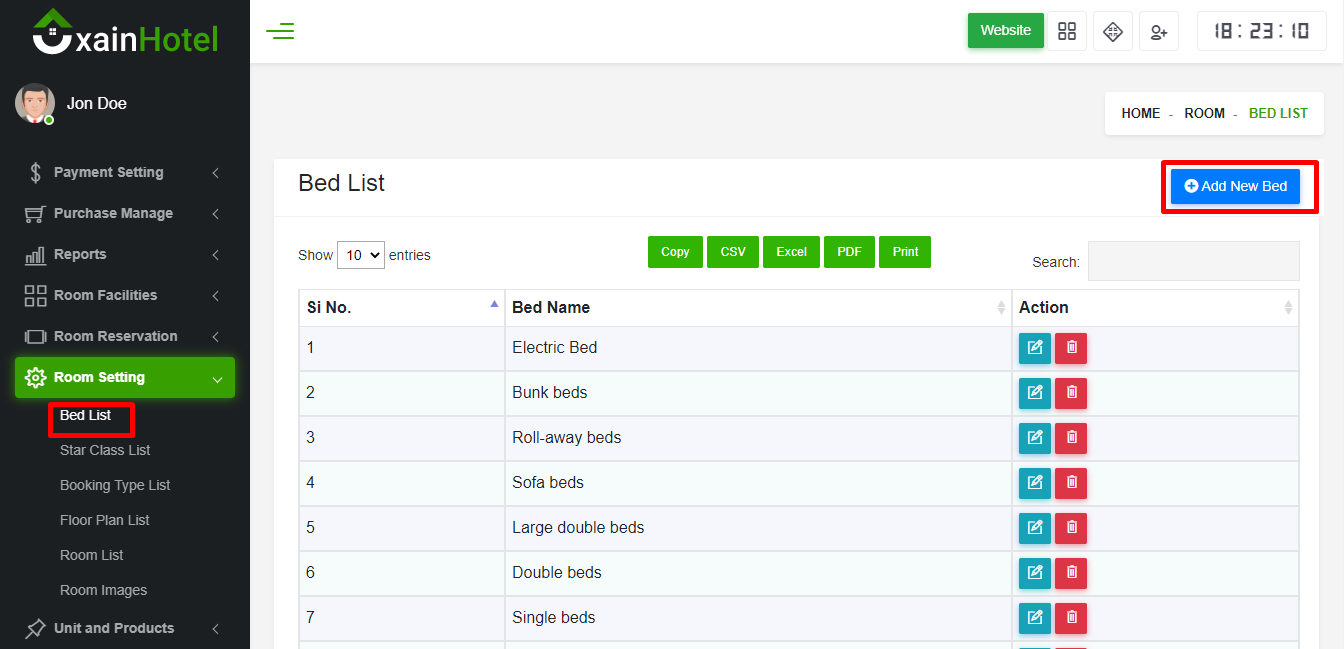 xainHotel
Jon Doe
Payment Setting
Purchase Manage
Reports
Room Facilities
Room Reservation
Room Setting
Bed List
Star Class List
Booking Type List
Floor Plan List
Room List
Room Images
Unit and Products
Website
18:23:10
HOME - ROOM - BED LIST
Bed List
Add New Bed
Show 10 entries
Copy CSV Excel PDF Print
Search:
Si No. Bed Name Action
1 Electric Bed
2 Bunk beds
3 Roll-away beds
4 Sofa beds
5 Large double beds
6 Double beds
7 Single beds